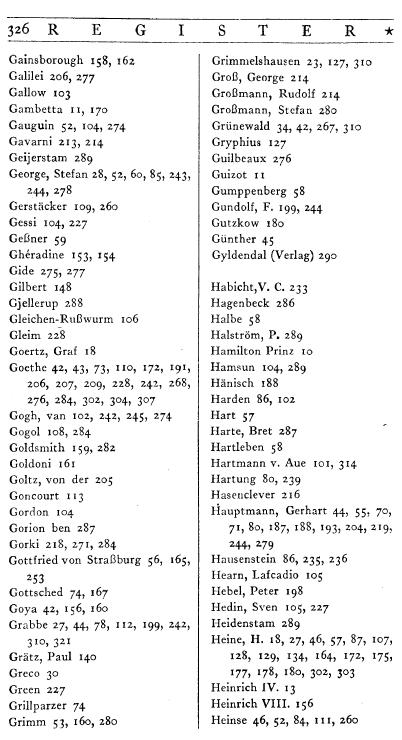 326 R E G I S T E R *
Gainsborough 158, 162
Galilei 206, 277
Gallow 103
Gambetta 11, 170
Gauguin 52, 104, 274
Gavarni 213, 214
Geijerstam 289
George, Stefan 28, 52, 60, 85, 243,
244, 278
Gerstäcker 109, 260
Gessi 104, 227
Geßner 59
Ghéradine 153, 154
Gide 275, 277
Gilbert 148
Gjellerup 288
Gleichen-Rußwurm 106
Gleim 228
Goertz, Graf 18
Goethe 42, 43, 73, 110, 172, 191,
206, 207, 209, 228, 242, 268,
276, 284, 302, 304, 307
Gogh, van 102, 242, 245, 274
Gogol 108, 284
Goldsmith 159, 282
Goldoni 161
Goltz, von der 205
Goncourt 113
Gordon 104
Gorion ben 287
Gorki 218, 271, 284
Gottfried von Straßburg 56, 165,
253
Gottsched 74, 167
Goya 42, 156, 160
Grabbe 27, 44, 78, 112, 199, 242,
310, 321
Grätz, Paul 140
Greco 30
Green 227
Grillparzer 74
Grimm 53, 160, 280
Grimmelshausen 23, 127, 310
Groß, George 214
Großmann, Rudolf 214
Großmann, Stefan 280
Grünewald 34, 42, 267, 310
Gryphius 127
Guilbeaux 276
Guizot 11
Gumppenberg 58
Gundolf, F. 199, 244
Gutzkow 180
Günther 45
Gyldendal (Verlag) 290
Habicht, V. C. 233
Hagenbeck 286
Halbe 58
Halström, P. 289
Hamilton Prinz 10
Hamsun 104, 289
Hänisch 188
Harden 86, 102
Hart 57
Harte, Bret 287
Hartleben 58
Hartmann v. Aue 101, 314
Hartung 80, 239
Hasenclever 216
Hauptmann, Gerhart 44, 55, 70,
71, 80, 187, 188, 193, 204, 219,
244, 279
Hausenstein 86, 235, 236
Hearn, Lafcadio 105
Hebel, Peter 198
Hedin, Sven 105, 227
Heidenstam 289
Heine, H. 18, 27, 46, 57, 87, 107,
128, 129, 134, 164, 172, 175,
177, 178, 180, 302, 303
Heinrich IV. 13
Heinrich VIII. 156
Heinse 46, 52, 84, 111, 260